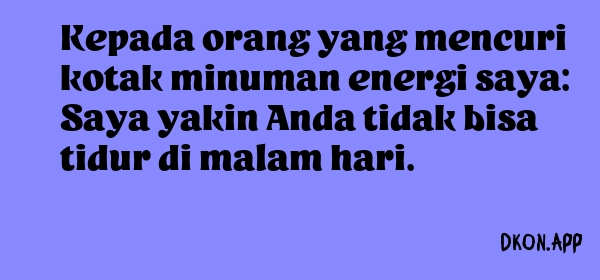 Kepada orang yang mencuri
kotak minuman energi saya:
Saya yakin Anda tidak bisa
tidur di malam hari.
DKON.APP